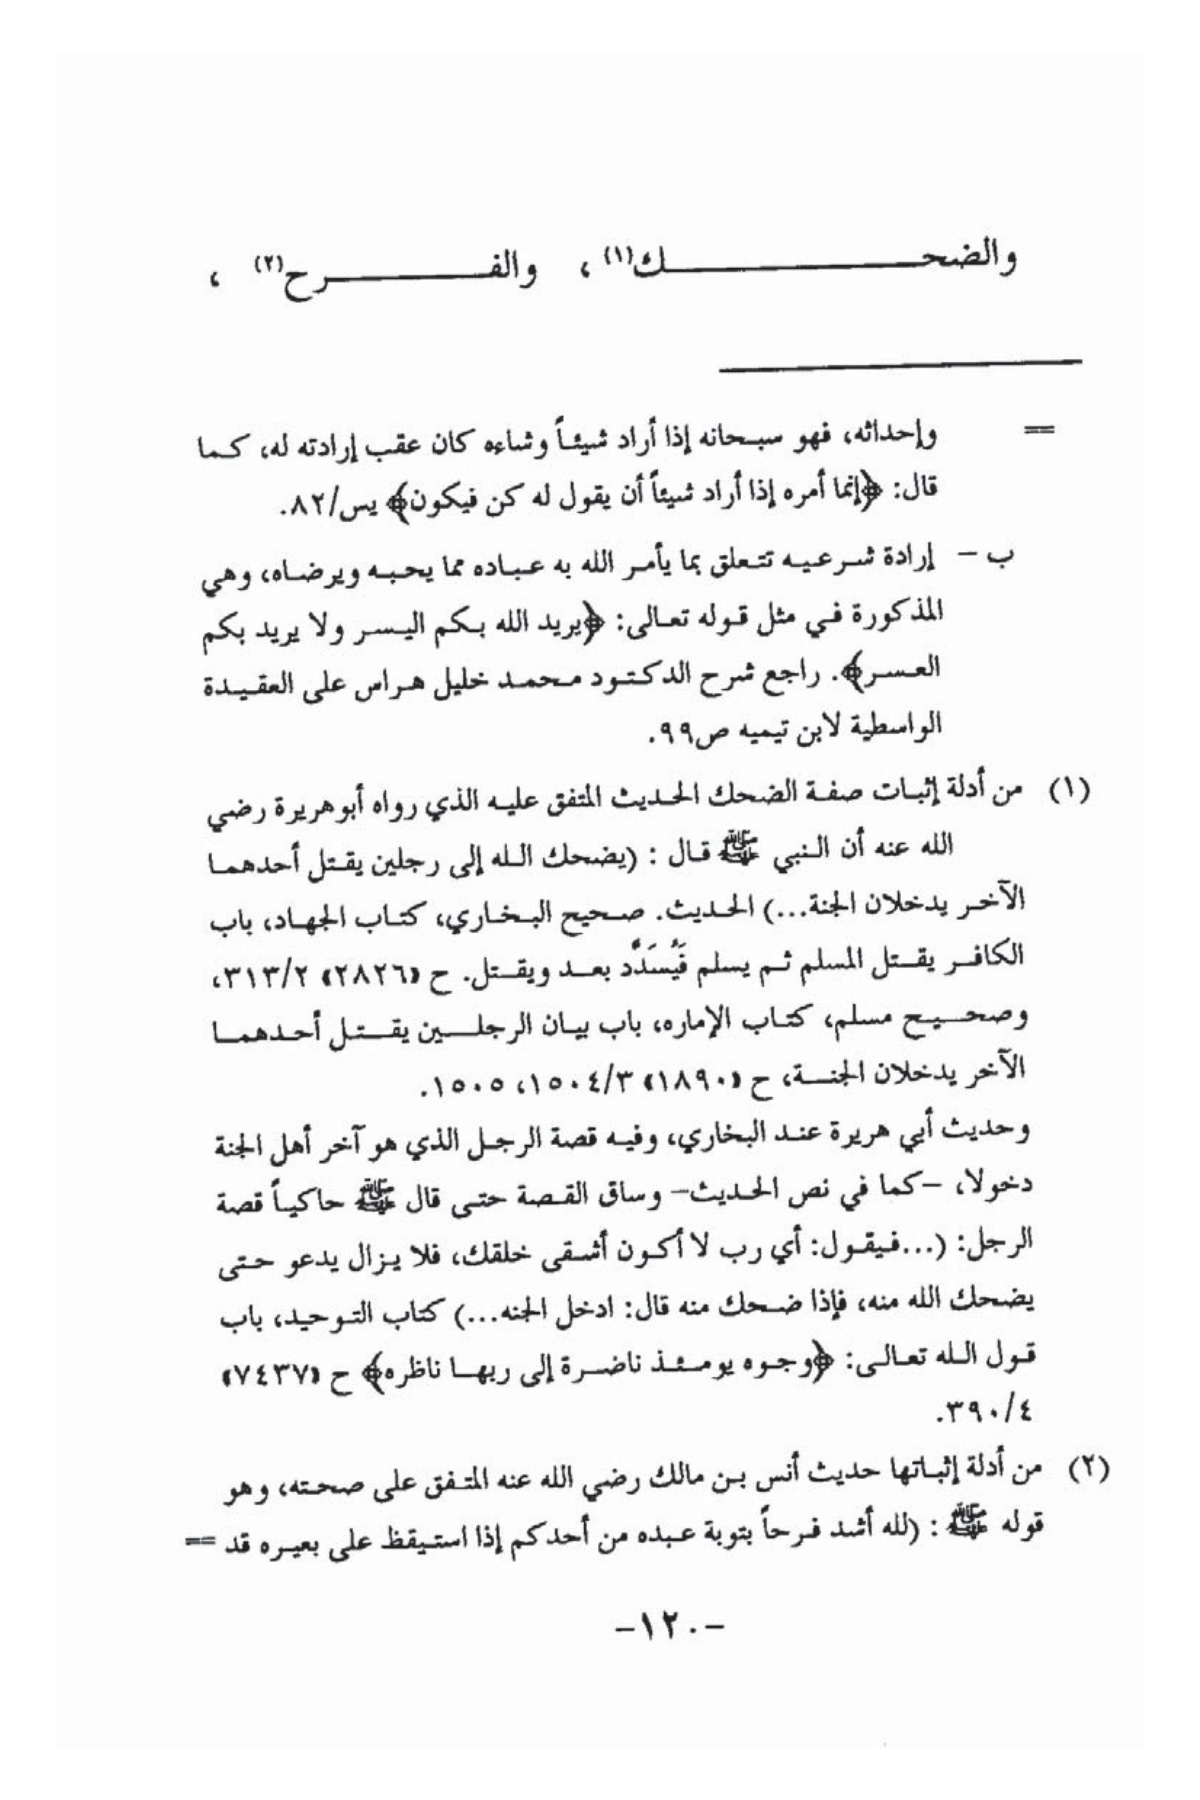 والضحـــــــــك(١) ، والفـــــــــرح(٢) ،
== وإحداثه، فهو سبحانه إذا أراد شيئاً وشاءه كان عقب إرادته له، كما
قال: ﴿إنما أمره إذا أراد شيئاً أن يقول له كن فيكون﴾ يس/٨٢.
ب – إرادة شرعيه تتعلق بما يأمر الله به عباده مما يحبه ويرضاه، وهي
المذكورة في مثل قوله تعالى: ﴿يريد الله بكم اليسر ولا يريد بكم
العسر﴾. راجع شرح الدكتود محمد خليل هراس على العقيدة
الواسطية لابن تيميه ص٩٩.
(١) من أدلة إثبات صفة الضحك الحديث المتفق عليه الذي رواه أبوهريرة رضي
الله عنه أن النبي ﷺ قال : (يضحك الله إلى رجلين يقتل أحدهما
الآخر يدخلان الجنة...) الحديث. صحيح البخاري، كتاب الجهاد، باب
الكافر يقتل المسلم ثم يسلم فَيُسَدَّد بعد ويقتل. ح «٢٨٢٦» ٣١٣/٢،
وصحيح مسلم، كتاب الإماره، باب بيان الرجلين يقتل أحدهما
الآخر يدخلان الجنة، ح «١٨٩٠» ١٥٠٤/٣، ١٥٠٥.
وحديث أبي هريرة عند البخاري، وفيه قصة الرجل الذي هو آخر أهل الجنة
دخولا، –كما في نص الحديث– وساق القصة حتى قال ﷺ حاكياً قصة
الرجل: (...فيقول: أي رب لا أكون أشقى خلقك، فلا يزال يدعو حتى
يضحك الله منه، فإذا ضحك منه قال: ادخل الجنه...) كتاب التوحيد، باب
قول الله تعالى: ﴿وجوه يومئذ ناضرة إلى ربها ناظره﴾ ح «٧٤٣٧»
٣٩٠/٤.
(٢) من أدلة إثباتها حديث أنس بن مالك رضي الله عنه المتفق على صحته، وهو
قوله ﷺ : (لله أشد فرحاً بتوبة عبده من أحدكم إذا استيقظ على بعيره قد ==
–١٢٠–